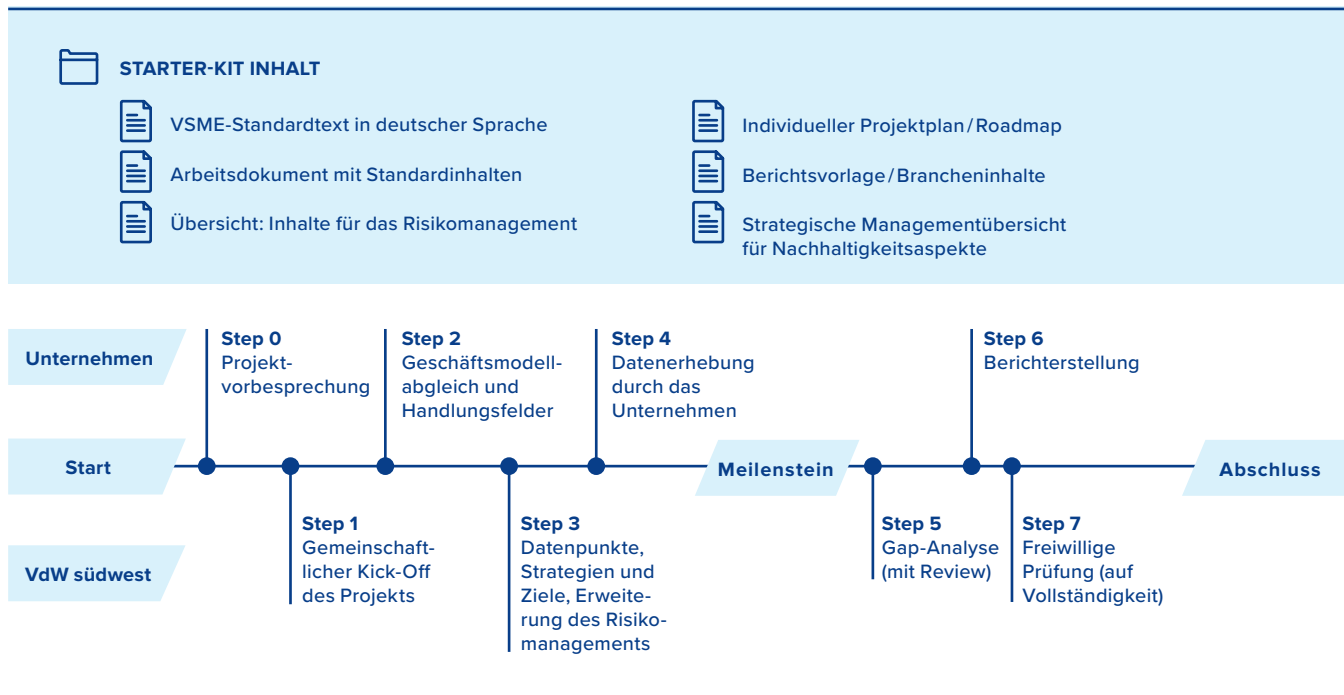 STARTER-KIT INHALT
VSME-Standardtext in deutscher Sprache
Arbeitsdokument mit Standardinhalten
Übersicht: Inhalte für das Risikomanagement
Individueller Projektplan/Roadmap
Berichtsvorlage/Brancheninhalte
Strategische Managementübersicht
für Nachhaltigkeitsaspekte
Unternehmen
Step 0
Projekt-
vorbesprechung
Step 2
Geschäftsmodell-
abgleich und
Handlungsfelder
Step 4
Datenerhebung
durch das
Unternehmen
Step 6
Berichterstellung
Start
Meilenstein
Abschluss
VdW südwest
Step 1
Gemeinschaft-
licher Kick-Off
des Projekts
Step 3
Datenpunkte,
Strategien und
Ziele, Erweite-
rung des Risiko-
managements
Step 5
Gap-Analyse
(mit Review)
Step 7
Freiwillige
Prüfung (auf
Vollständigkeit)